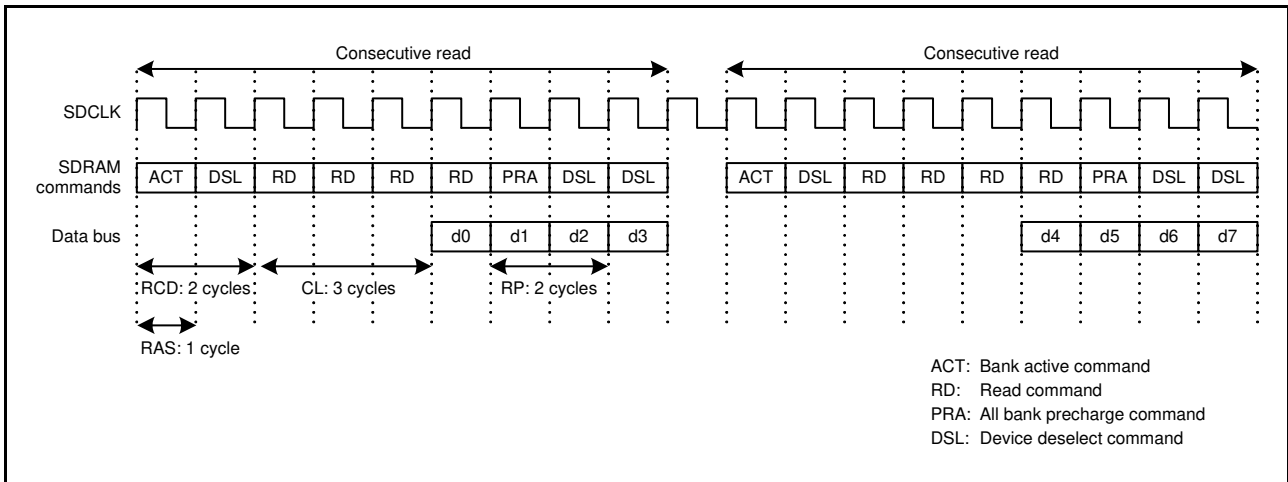 Consecutive read Consecutive read
SDCLK
SDRAM
commands
ACT DSL RD RD RD RD PRA DSL DSL ACT DSL RD RD RD RD PRA DSL DSL
Data bus d0 d1 d2 d3 d4 d5 d6 d7
RCD: 2 cycles CL: 3 cycles RP: 2 cycles
RAS: 1 cycle
ACT: Bank active command
RD: Read command
PRA: All bank precharge command
DSL: Device deselect command